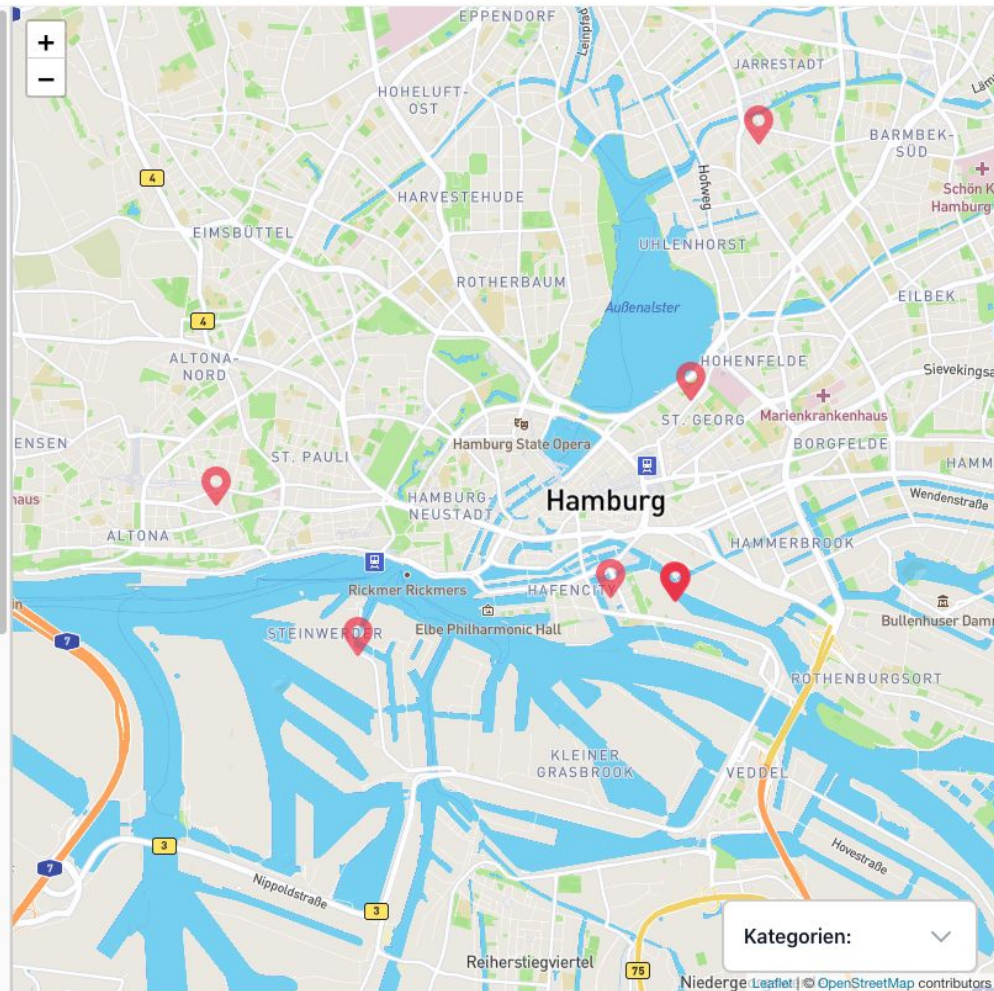 EPPENDORF
Leinpfad
+
−
JARRESTADT
HOHELUFT-
OST
BARMBEK-
SÜD
4
Hofweg
HARVESTEHUDE
Schön K
Hamburg
EIMSBÜTTEL
UHLENHORST
ROTHERBAUM
EILBEK
Außenalster
4
ALTONA-
NORD
HOHENFELDE
Sievekingsa
ST. GEORG
Marienkrankenhaus
Hamburg State Opera
BORGFELDE
ENSEN
ST. PAULI
HAMM
HAMBURG-
NEUSTADT
Hamburg
Wendenstraße
haus
ALTONA
HAMMERBROOK
Rickmer Rickmers
HAFENCITY
in
7
STEINWERDER
Elbe Philharmonic Hall
Bullenhuser Damm
ROTHENBURGSORT
KLEINER
GRASBROOK
VEDDEL
3
Hovestraße
7
Nippoldstraße
3
Kategorien:
Reiherstiegviertel
75
Niederge
Leaflet | © OpenStreetMap contributors